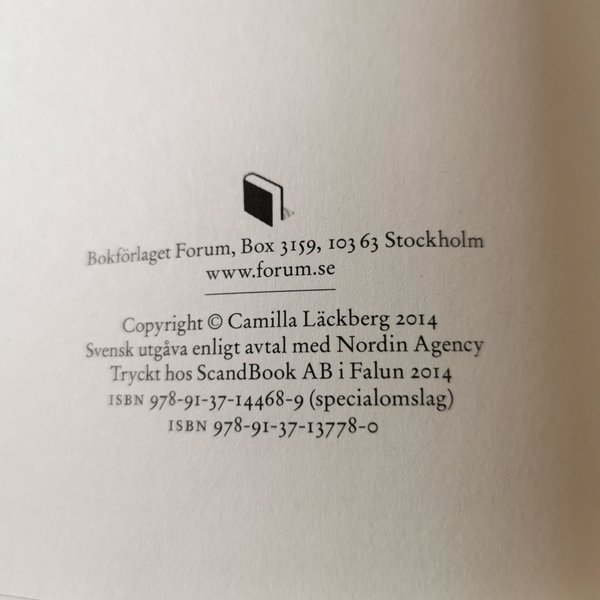 Bokförlaget Forum, Box 3159, 103 63 Stockholm
www.forum.se
Copyright © Camilla Läckberg 2014
Svensk utgåva enligt avtal med Nordin Agency
Tryckt hos ScandBook AB i Falun 2014
ISBN 978-91-37-14468-9 (specialomslag)
ISBN 978-91-37-13778-0